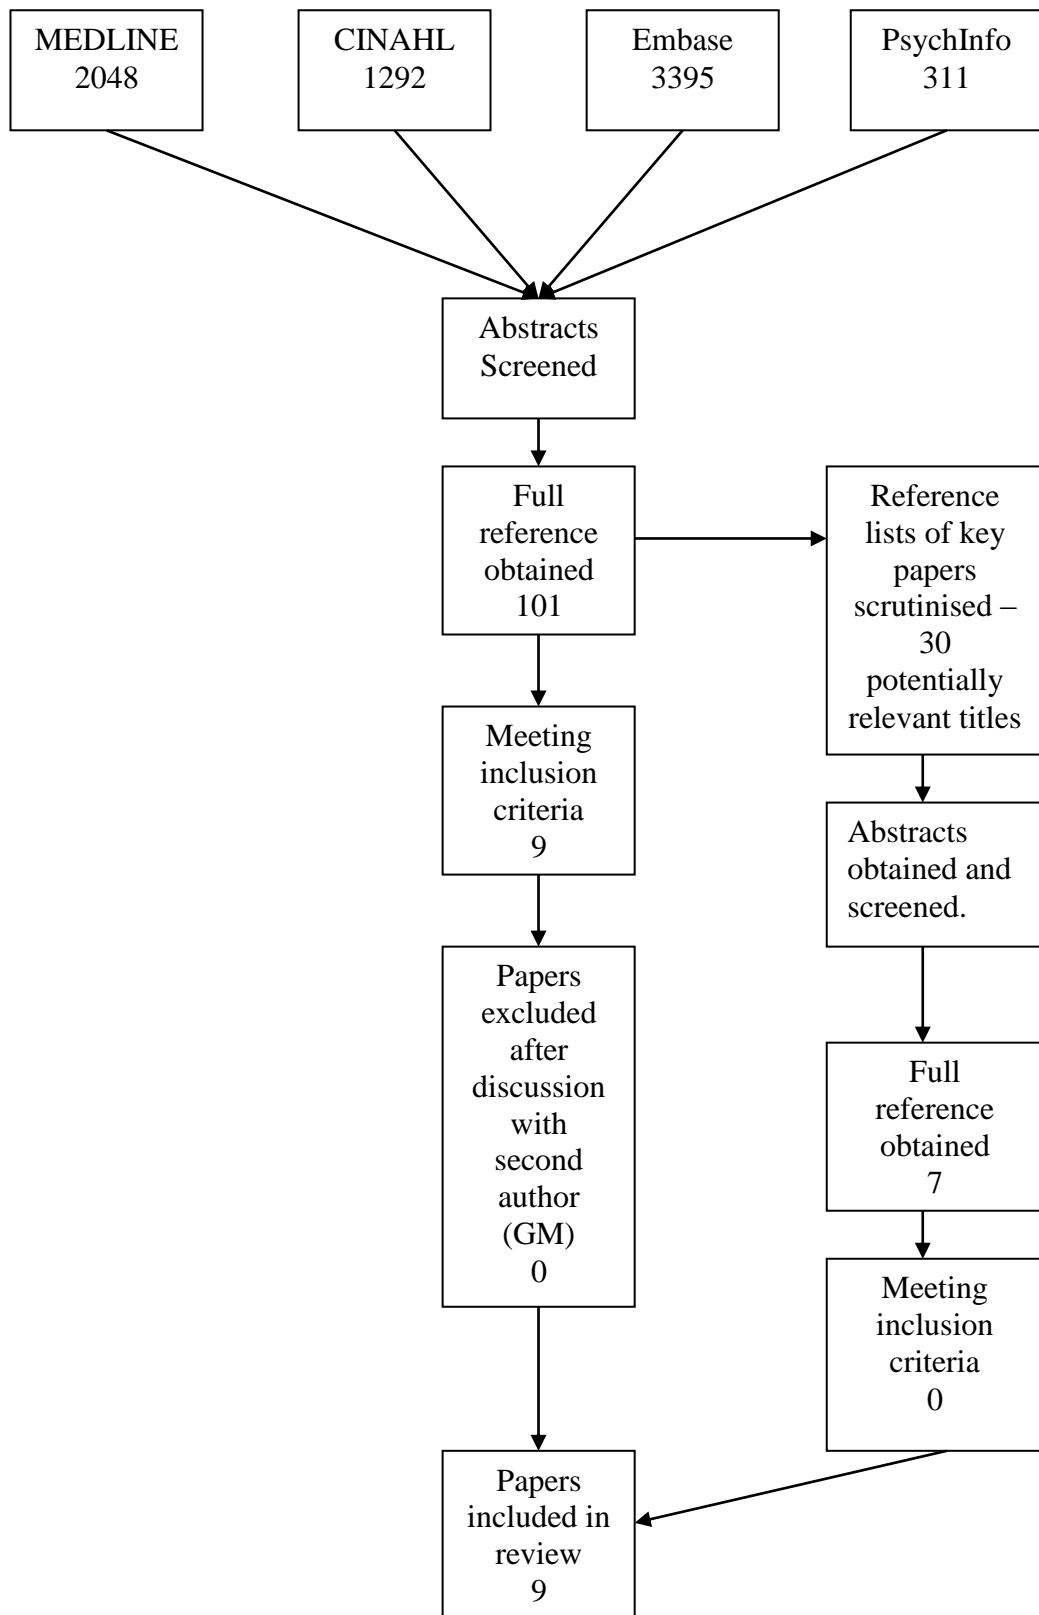 MEDLINE
2048
CINAHL
1292
Embase
3395
PsychInfo
311
Abstracts
Screened
Full
reference
obtained
101
Reference
lists of key
papers
scrutinised –
30
potentially
relevant titles
Meeting
inclusion
criteria
9
Abstracts
obtained and
screened.
Papers
excluded
after
discussion
with
second
author
(GM)
0
Full
reference
obtained
7
Meeting
inclusion
criteria
0
Papers
included in
review
9